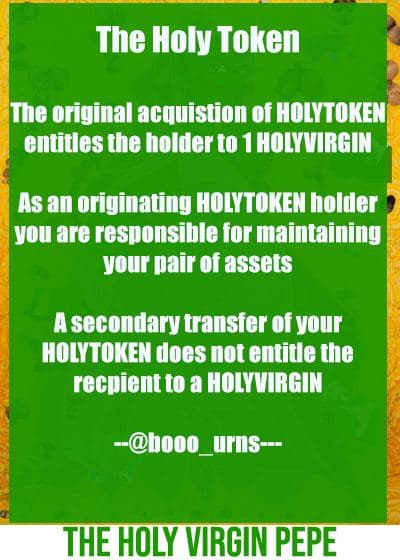 The Holy Token
The original acquistion of HOLYTOKEN
entitles the holder to 1 HOLYVIRGIN
As an originating HOLYTOKEN holder
you are responsible for maintaining
your pair of assets
A secondary transfer of your
HOLYTOKEN does not entitle the
recpient to a HOLYVIRGIN
--@booo_urns---
THE HOLY VIRGIN PEPE